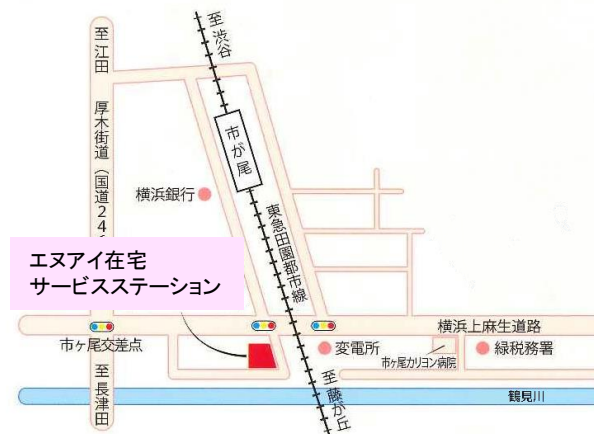 至渋谷
至江田
厚木街道(国道24
市が尾
横浜銀行
東急田園都市線
エヌアイ在宅
サービスステーション
横浜上麻生道路
市ヶ尾交差点
変電所
市ヶ尾カリヨン病院
緑税務署
至長津田
至藤が丘
鶴見川